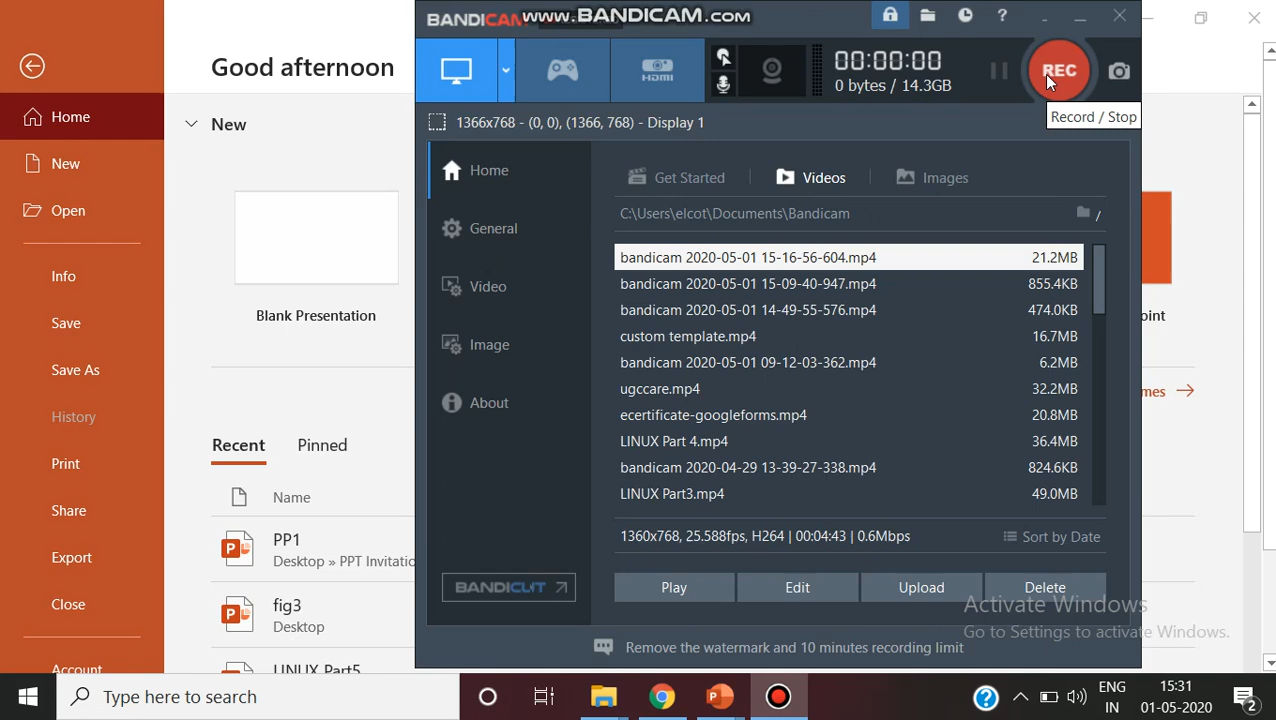 Good afternoon
Home
New
Open
Info
Save
Save As
History
Print
Share
Export
Close
Account
New
Blank Presentation
Recent
Pinned
Name
PP1
Desktop » PPT Invitatio
fig3
Desktop
LINUX Part5
BANDICAM
www.BANDICAM.com
HDMI
00:00:00
0 bytes / 14.3GB
REC
Record / Stop
1366x768 - (0, 0), (1366, 768) - Display 1
Home
General
Video
Image
About
BANDICUT
Get Started
Videos
Images
C:\Users\elcot\Documents\Bandicam
/
bandicam 2020-05-01 15-16-56-604.mp4 21.2MB
bandicam 2020-05-01 15-09-40-947.mp4 855.4KB
bandicam 2020-05-01 14-49-55-576.mp4 474.0KB
custom template.mp4 16.7MB
bandicam 2020-05-01 09-12-03-362.mp4 6.2MB
ugccare.mp4 32.2MB
ecertificate-googleforms.mp4 20.8MB
LINUX Part 4.mp4 36.4MB
bandicam 2020-04-29 13-39-27-338.mp4 824.6KB
LINUX Part3.mp4 49.0MB
1360x768, 25.588fps, H264 | 00:04:43 | 0.6Mbps
Sort by Date
Play
Edit
Upload
Delete
Remove the watermark and 10 minutes recording limit
oint
mes
Activate Windows
Go to Settings to activate Windows.
Type here to search
ENG
IN
15:31
01-05-2020
2